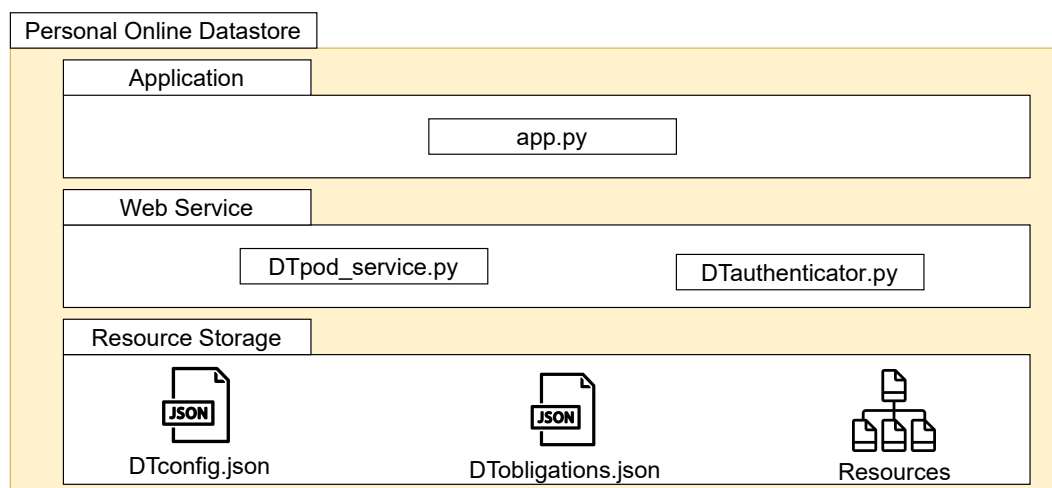 Personal Online Datastore
Application
app.py
Web Service
DTpod_service.py
DTauthenticator.py
Resource Storage
JSON
JSON
DTconfig.json
DTobligations.json
Resources